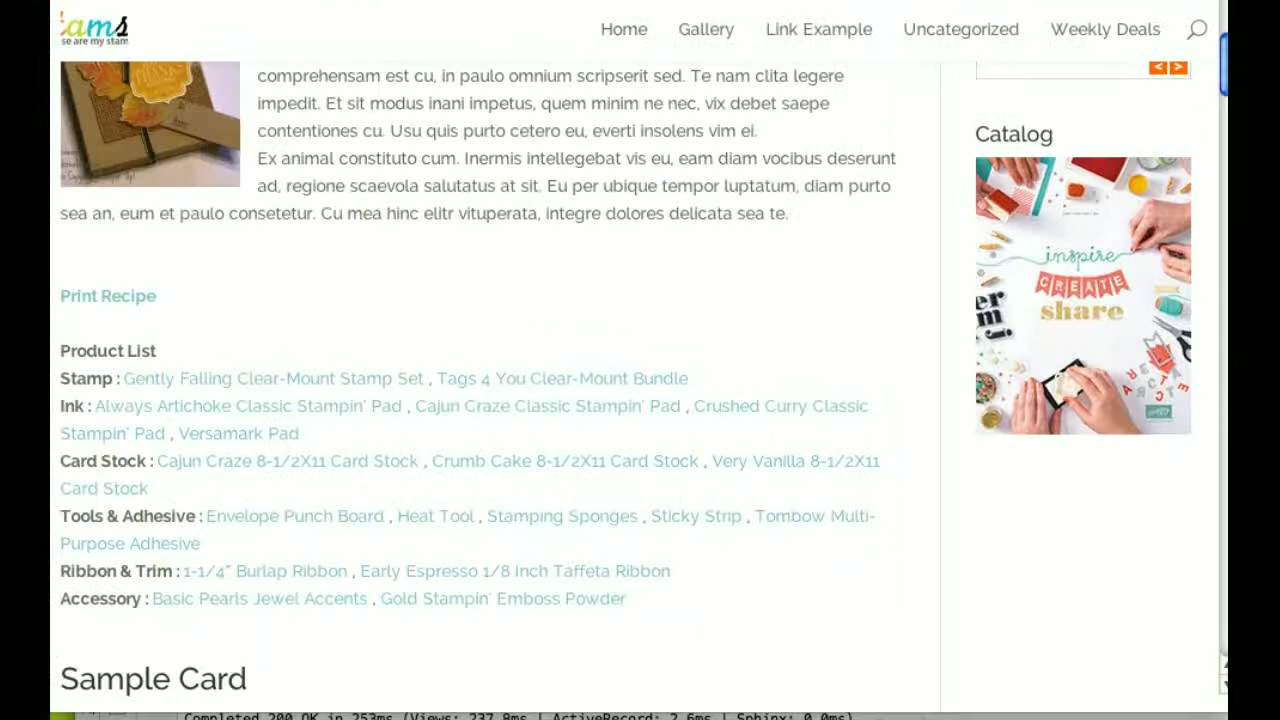 ams
se are my stam
Home
Gallery
Link Example
Uncategorized
Weekly Deals
comprehensam est cu, in paulo omnium scripserit sed. Te nam clita legere
impedit. Et sit modus inani impetus, quem minim ne nec, vix debet saepe
contentiones cu. Usu quis purto cetero eu, everti insolens vim ei.
Ex animal constituto cum. Inermis intellegebat vis eu, eam diam vocibus deserunt
ad, regione scaevola salutatus at sit. Eu per ubique tempor luptatum, diam purto
sea an, eum et paulo consetetur. Cu mea hinc elitr vituperata, integre dolores delicata sea te.
Print Recipe
Product List
Stamp : Gently Falling Clear-Mount Stamp Set , Tags 4 You Clear-Mount Bundle
Ink : Always Artichoke Classic Stampin' Pad , Cajun Craze Classic Stampin' Pad , Crushed Curry Classic
Stampin' Pad , Versamark Pad
Card Stock : Cajun Craze 8-1/2X11 Card Stock , Crumb Cake 8-1/2X11 Card Stock , Very Vanilla 8-1/2X11
Card Stock
Tools & Adhesive : Envelope Punch Board , Heat Tool , Stamping Sponges , Sticky Strip , Tombow Multi-
Purpose Adhesive
Ribbon & Trim : 1-1/4" Burlap Ribbon , Early Espresso 1/8 Inch Taffeta Ribbon
Accessory : Basic Pearls Jewel Accents , Gold Stampin' Emboss Powder
Sample Card
< >
Catalog
inspire
CREATE
share
Completed 200 OK in 253ms (Views: 237.8ms | ActiveRecord: 2.6ms | Sphinx: 0.0ms)